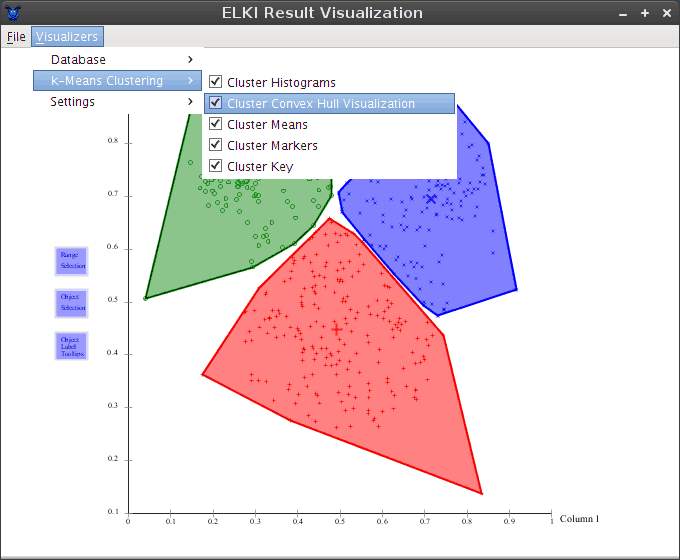 ELKI Result Visualization
File Visualizers
Database
k-Means Clustering
Settings
Cluster Histograms
Cluster Convex Hull Visualization
Cluster Means
Cluster Markers
Cluster Key
0.8
0.7
0.6
0.5
0.4
0.3
0.2
0.1
Range
Selection
Object
Selection
Object
Label
Tooltips
0 0.1 0.2 0.3 0.4 0.5 0.6 0.7 0.8 0.9 1
Column 1